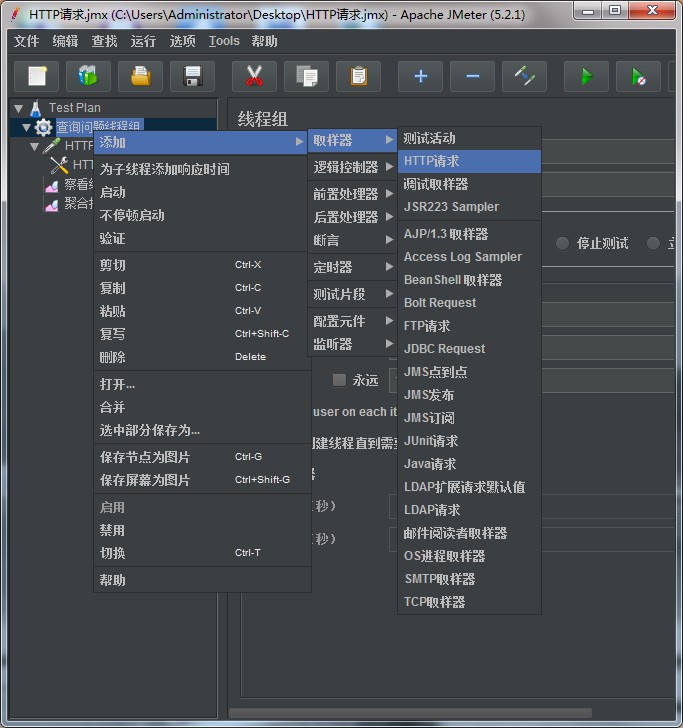 HTTP请求.jmx (C:\Users\Administrator\Desktop\HTTP请求.jmx) - Apache JMeter (5.2.1)
文件 编辑 查找 运行 选项 Tools 帮助
Test Plan
查询问题线程组
HTTP
HT
察看
聚合
线程组
停止测试
永远
user on each it
建线程直到需
秒）
秒）
添加
为子线程添加响应时间
启动
不停顿启动
验证
剪切 Ctrl-X
复制 Ctrl-C
粘贴 Ctrl-V
复写 Ctrl+Shift-C
删除 Delete
打开...
合并
选中部分保存为...
保存节点为图片 Ctrl-G
保存屏幕为图片 Ctrl+Shift-G
启用
禁用
切换 Ctrl-T
帮助
取样器
逻辑控制器
前置处理器
后置处理器
断言
定时器
测试片段
配置元件
监听器
测试活动
HTTP请求
调试取样器
JSR223 Sampler
AJP/1.3 取样器
Access Log Sampler
BeanShell 取样器
Bolt Request
FTP请求
JDBC Request
JMS点到点
JMS发布
JMS订阅
JUnit请求
Java请求
LDAP扩展请求默认值
LDAP请求
邮件阅读者取样器
OS进程取样器
SMTP取样器
TCP取样器